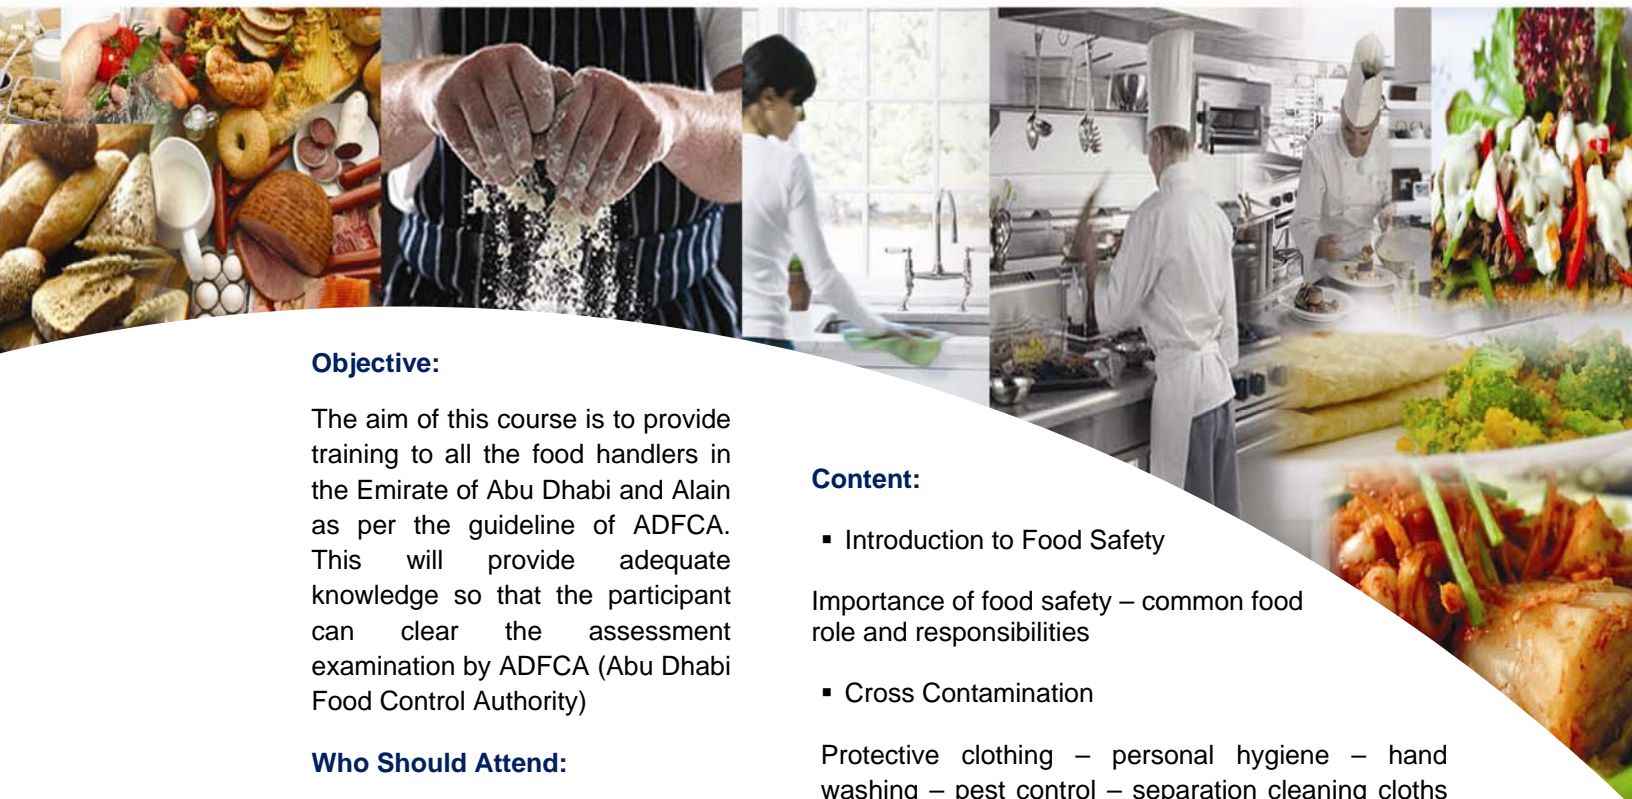 Objective:
The aim of this course is to provide
training to all the food handlers in
the Emirate of Abu Dhabi and Alain
as per the guideline of ADFCA.
This will provide adequate
knowledge so that the participant
can clear the assessment
examination by ADFCA (Abu Dhabi
Food Control Authority)
Who Should Attend:
Content:
▪ Introduction to Food Safety
Importance of food safety – common food
role and responsibilities
▪ Cross Contamination
Protective clothing – personal hygiene – hand
washing – pest control – separation cleaning cloths